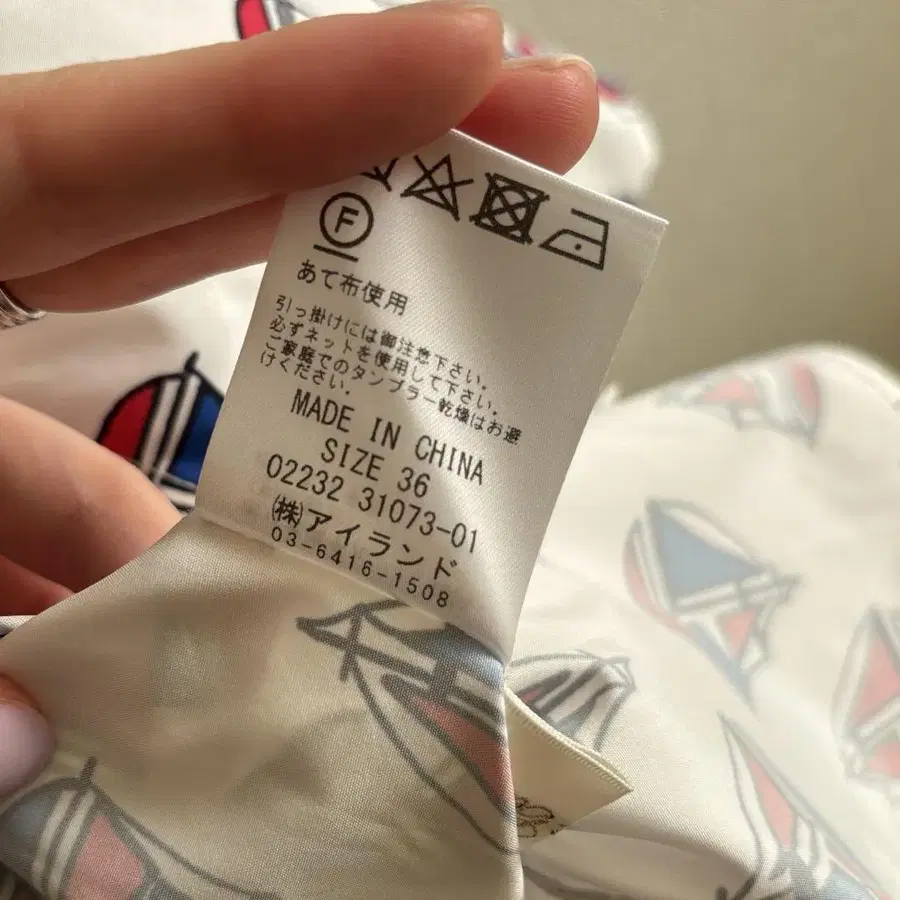 F
あて布使用
引っ掛けには御注意下さい。
必ずネットを使用して下さい。
ご家庭でのタンブラー乾燥はお避
けください。
MADE IN CHINA
SIZE 36
02232 31073-01
㈱アイランド
03-6416-1508